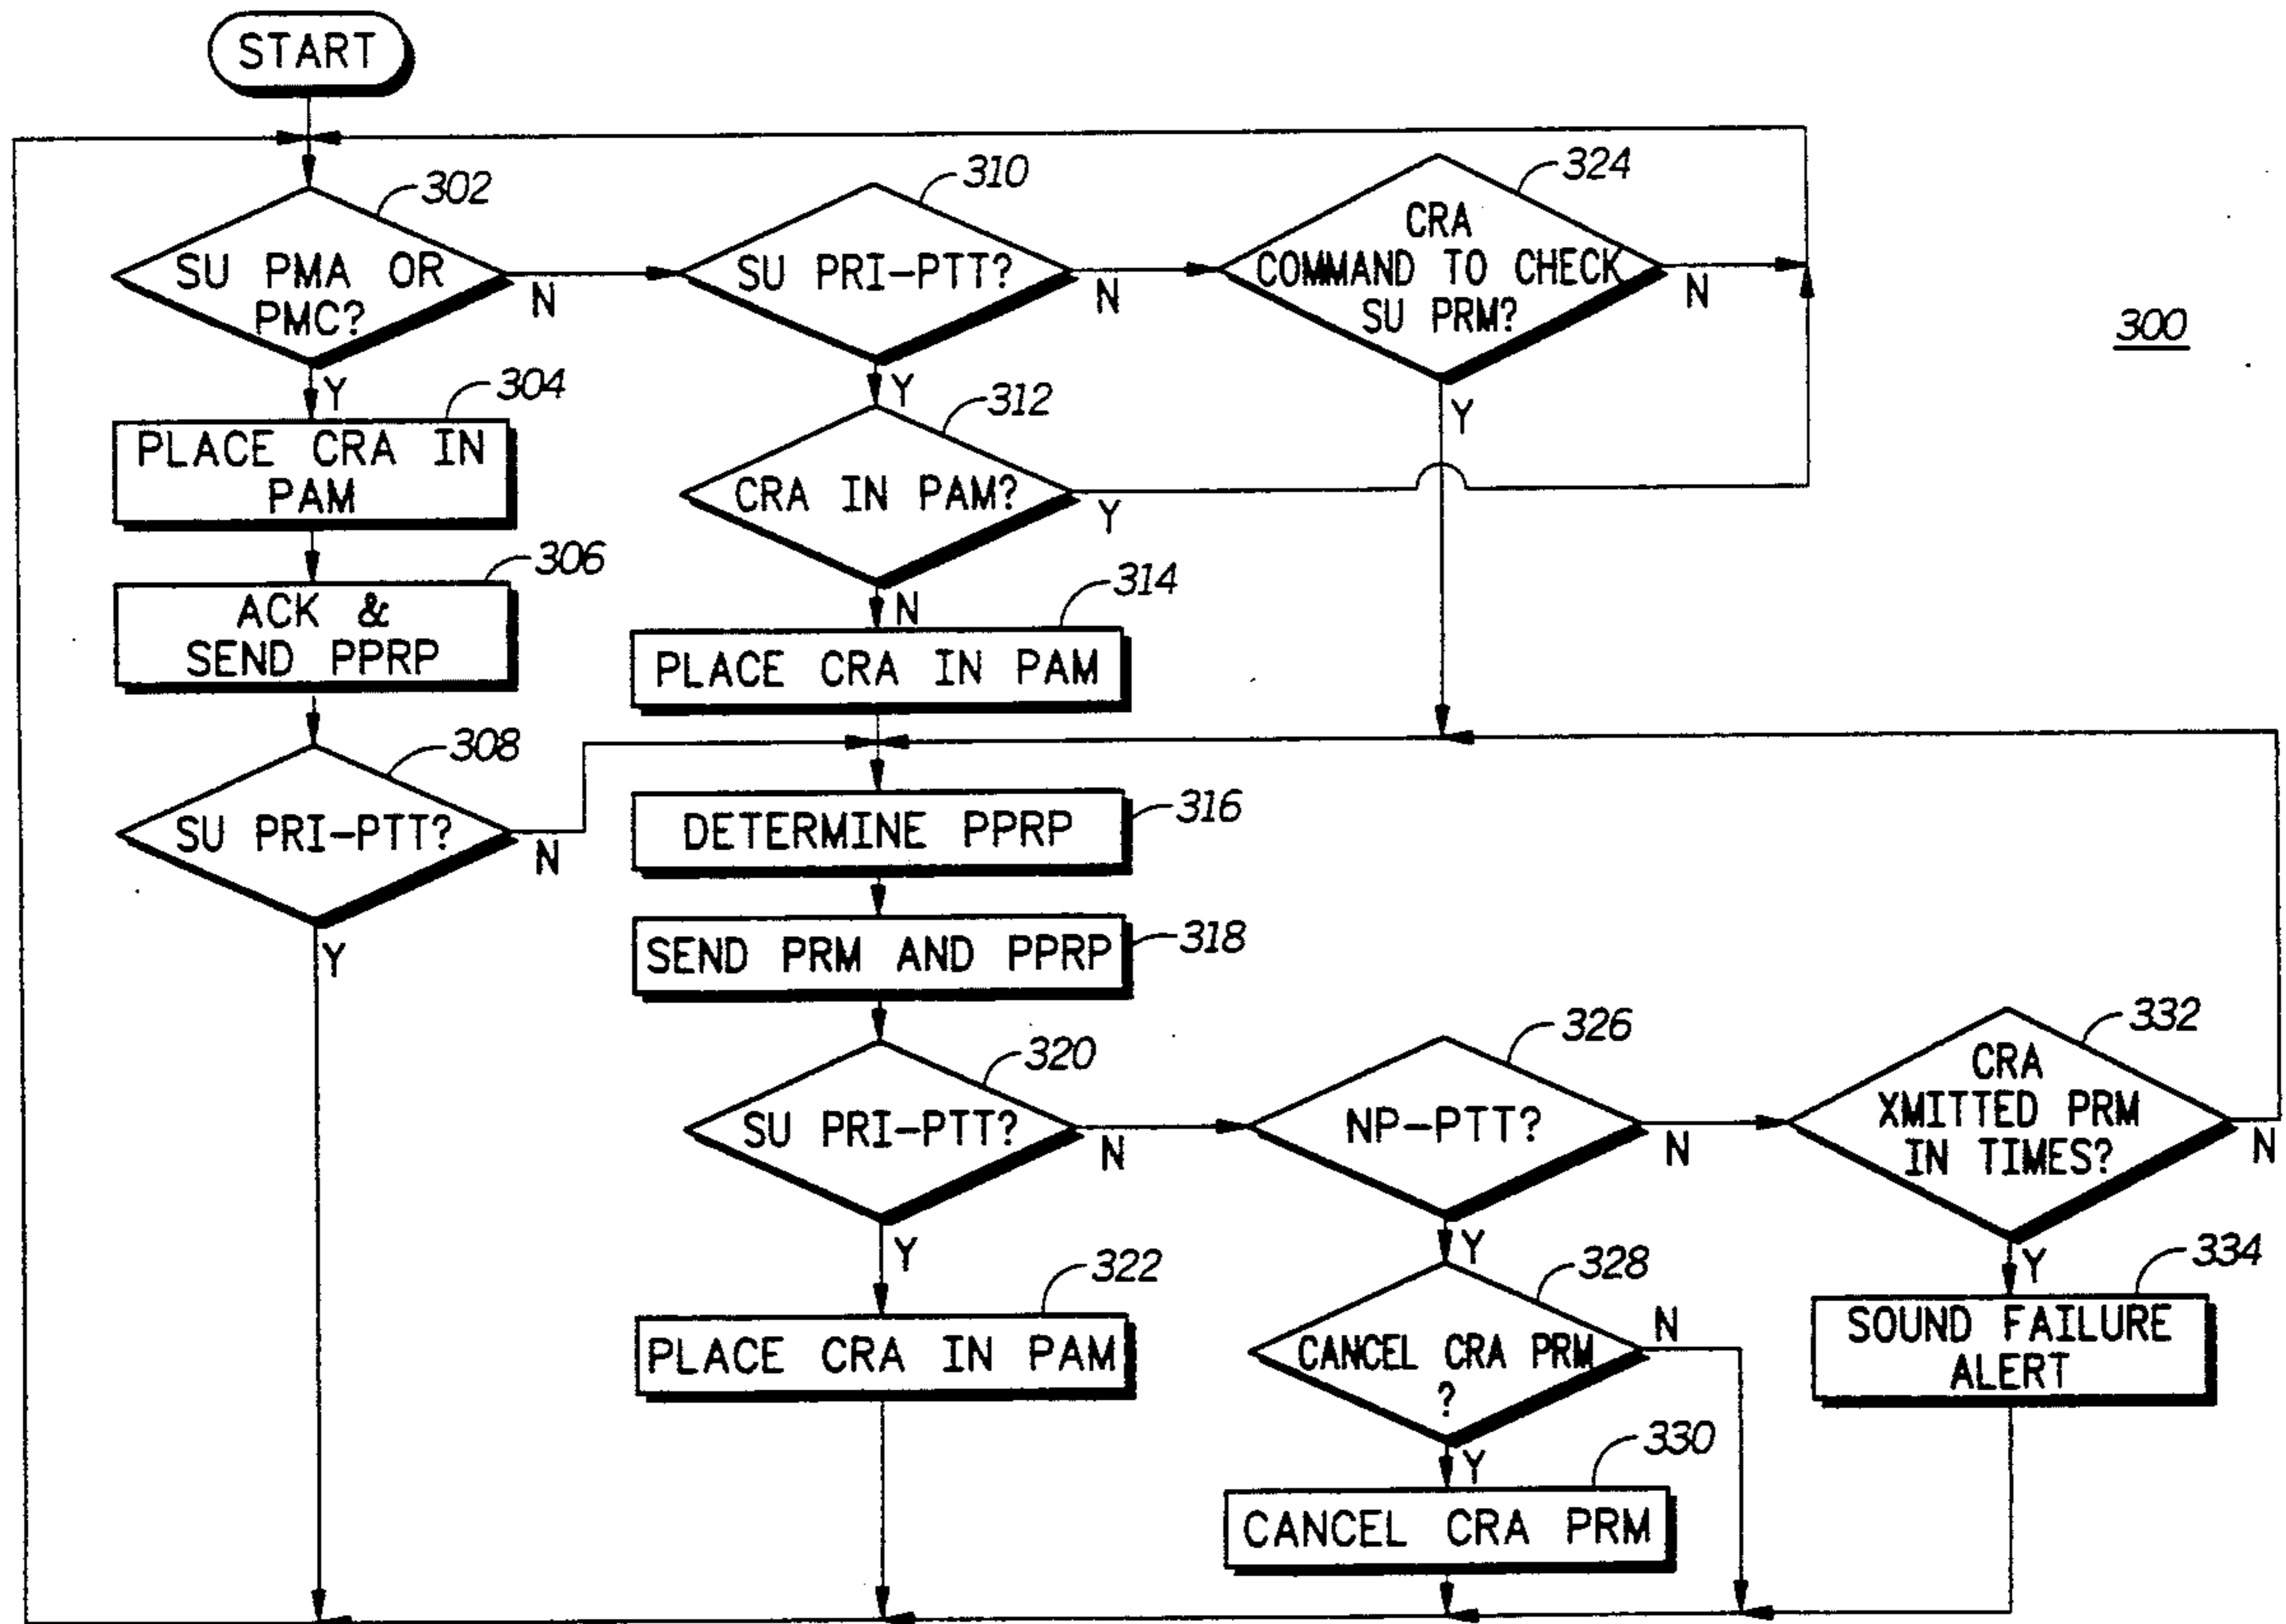 START
302
SU PMA OR
PMC?
N
Y
310
SU PRI-PTT?
N
Y
324
CRA
COMMAND TO CHECK
SU PRM?
N
Y
300
304
PLACE CRA IN
PAM
312
CRA IN PAM?
Y
N
306
ACK &
SEND PPRP
314
PLACE CRA IN PAM
308
SU PRI-PTT?
N
Y
316
DETERMINE PPRP
318
SEND PRM AND PPRP
320
SU PRI-PTT?
N
Y
326
NP-PTT?
N
Y
332
CRA
XMITTED PRM
IN TIMES?
N
Y
322
PLACE CRA IN PAM
328
CANCEL CRA PRM
?
N
Y
334
SOUND FAILURE
ALERT
330
CANCEL CRA PRM